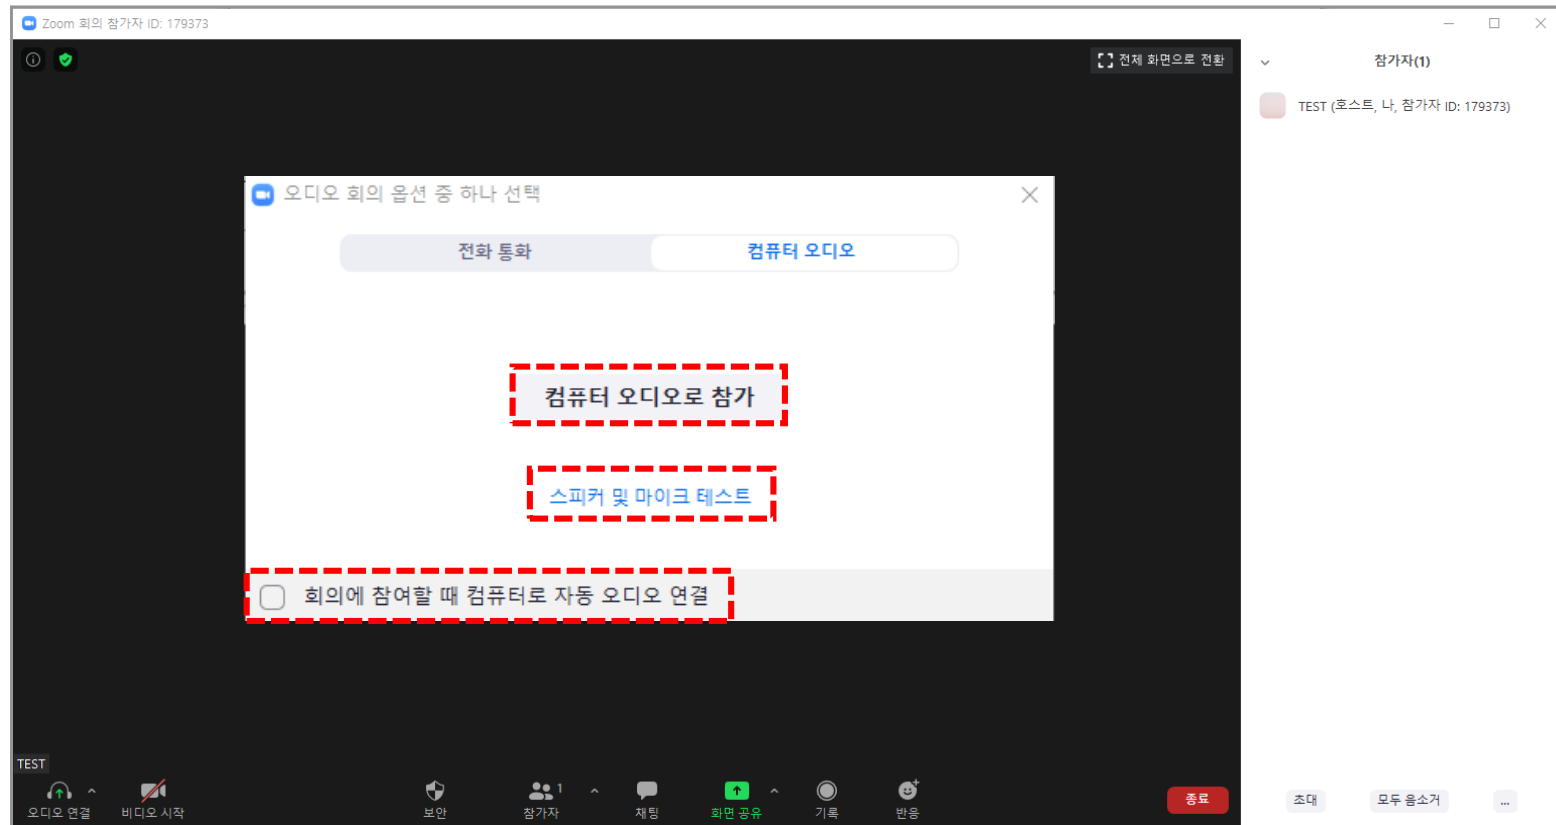 Zoom 회의 참가자 ID: 179373
전체 화면으로 전환
참가자(1)
TEST (호스트, 나, 참가자 ID: 179373)
오디오 회의 옵션 중 하나 선택
전화 통화
컴퓨터 오디오
컴퓨터 오디오로 참가
스피커 및 마이크 테스트
회의에 참여할 때 컴퓨터로 자동 오디오 연결
TEST
1
오디오 연결
비디오 시작
보안
참가자
채팅
화면 공유
기록
반응
종료
초대
모두 음소거
...